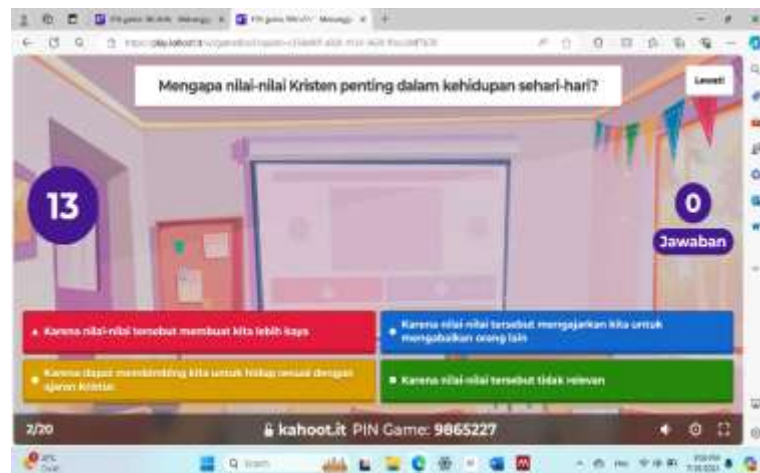 Mengapa nilai-nilai Kristen penting dalam kehidupan sehari-hari?
Lewati
13
0
Jawaban
Karena nilai-nilai tersebut membuat kita lebih kaya
Karena nilai-nilai tersebut mengajarkan kita untuk
mengabaikan orang lain
Karena dapat membimbing kita untuk hidup sesuai dengan
ajaran Kristus
Karena nilai-nilai tersebut tidak relevan
2/20
kahoot.it PIN Game: 9865227